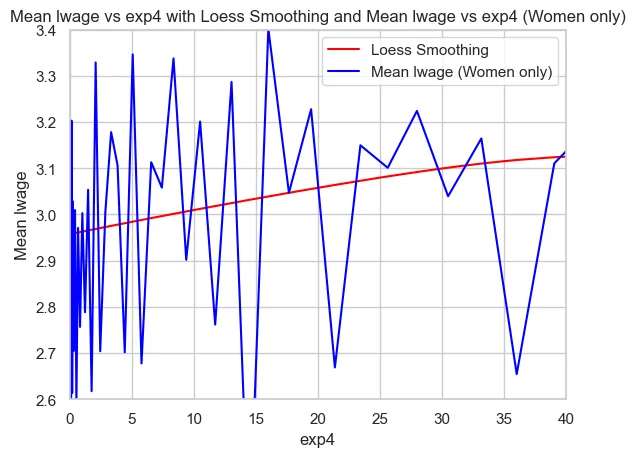 Mean lwage vs exp4 with Loess Smoothing and Mean lwage vs exp4 (Women only)
3.4
3.3
3.2
3.1
3.0
2.9
2.8
2.7
2.6
Mean lwage
Loess Smoothing
Mean lwage (Women only)
0 5 10 15 20 25 30 35 40
exp4